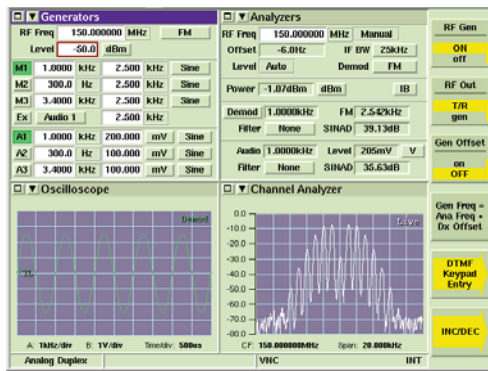 Generators
RF Freq 150.000000 MHz FM
Level -50.0 dBm
M1 1.0000 kHz 2.500 kHz Sine
M2 300.0 Hz 2.500 kHz Sine
M3 3.4000 kHz 2.500 kHz Sine
Ex Audio 1 2.500 kHz
A1 1.0000 kHz 200.000 mV Sine
A2 300.0 Hz 100.000 mV Sine
A3 3.4000 kHz 100.000 mV Sine
Analyzers
RF Freq 150.000000 MHz Manual
Offset -6.0Hz IF BW 25kHz
Level Auto Demod FM
Power -1.07dBm dBm IB
Demod 1.0000kHz FM 2.542kHz
Filter None SINAD 39.13dB
Audio 1.0000kHz Level 205mV V
Filter None SINAD 35.63dB
Oscilloscope
Demod
A: 1kHz/div B: 1V/div Time/div: 500us
Channel Analyzer
Live
0.0
-10.0
-20.0
-30.0
-40.0
-50.0
-60.0
-70.0
-80.0
CF: 150.000000MHz Span: 20.000kHz
Analog Duplex
VNC
INT
RF Gen
ON
off
RF Out
T/R
gen
Gen Offset
on
OFF
Gen Freq =
Ana Freq +
Dx Offset
DTMF
Keypad
Entry
INC/DEC